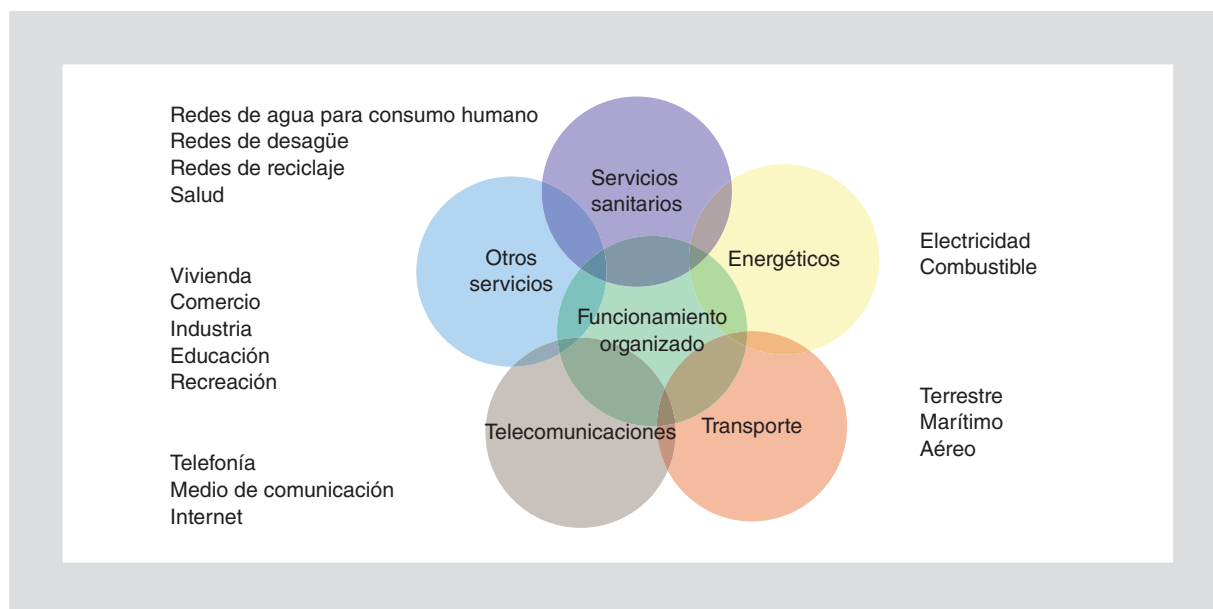 Redes de agua para consumo humano
Redes de desagüe
Redes de reciclaje
Salud
Servicios
sanitarios
Otros
servicios
Energéticos
Electricidad
Combustible
Vivienda
Comercio
Industria
Educación
Recreación
Funcionamiento
organizado
Telecomunicaciones
Transporte
Terrestre
Marítimo
Aéreo
Telefonía
Medio de comunicación
Internet